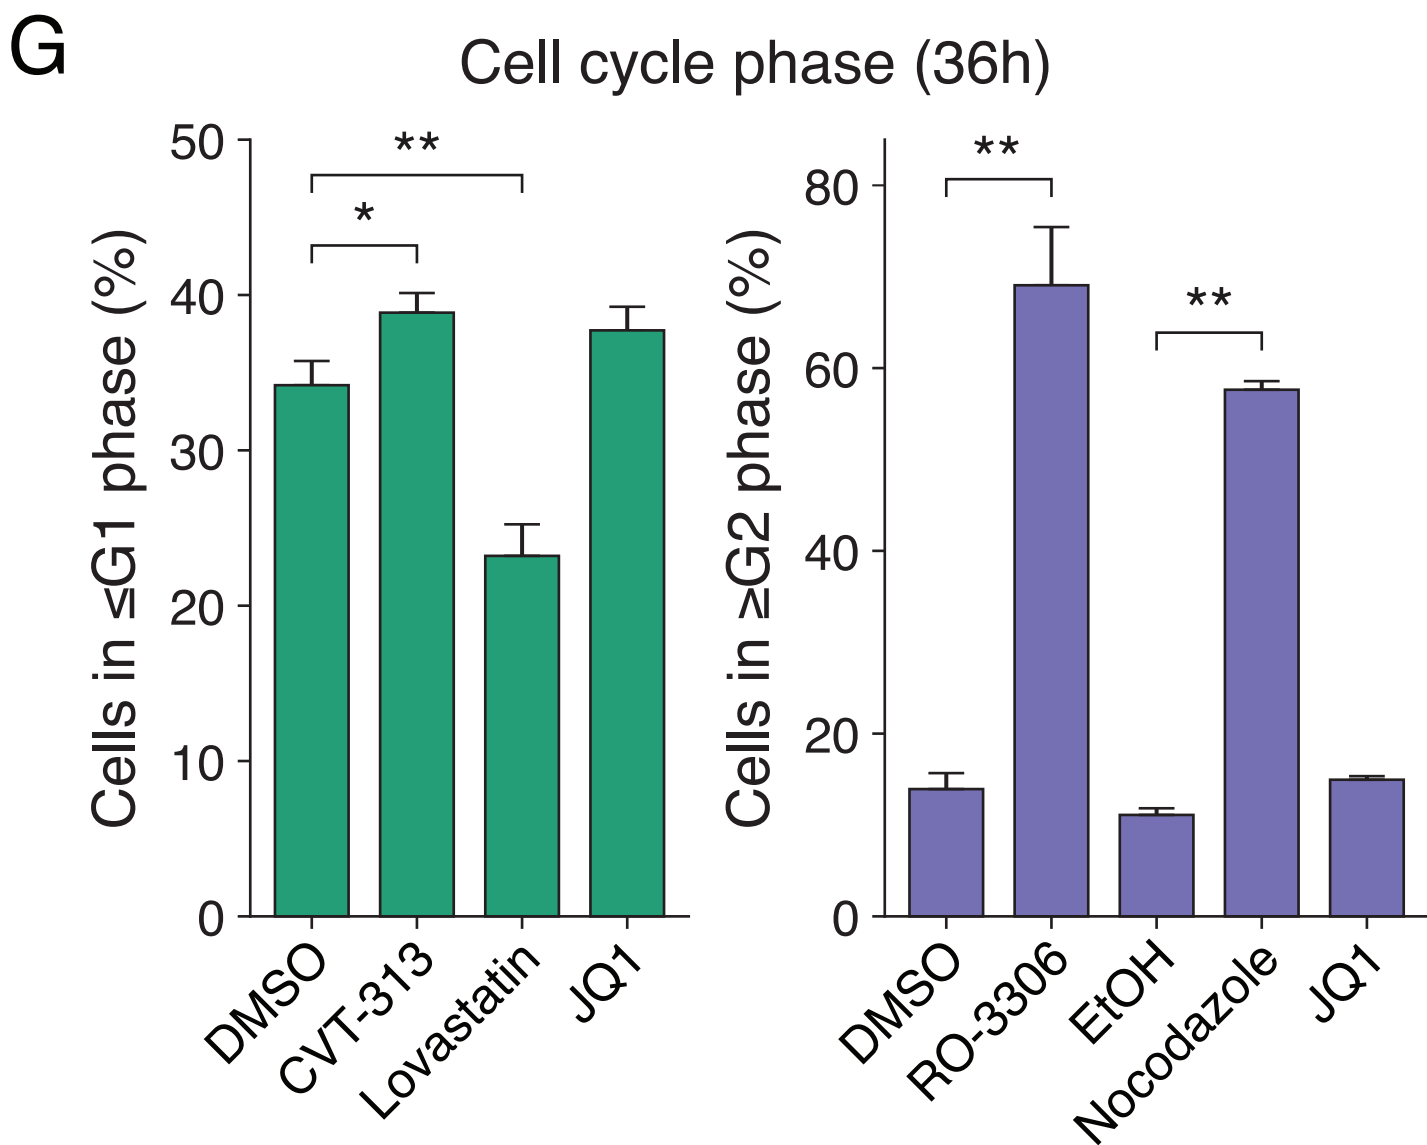 G
Cell cycle phase (36h)
Cells in ≤G1 phase (%)
50
40
30
20
10
0
**
*
DMSO
CVT-313
Lovastatin
JQ1
Cells in ≥G2 phase (%)
80
60
40
20
0
**
**
DMSO
RO-3306
EtOH
Nocodazole
JQ1